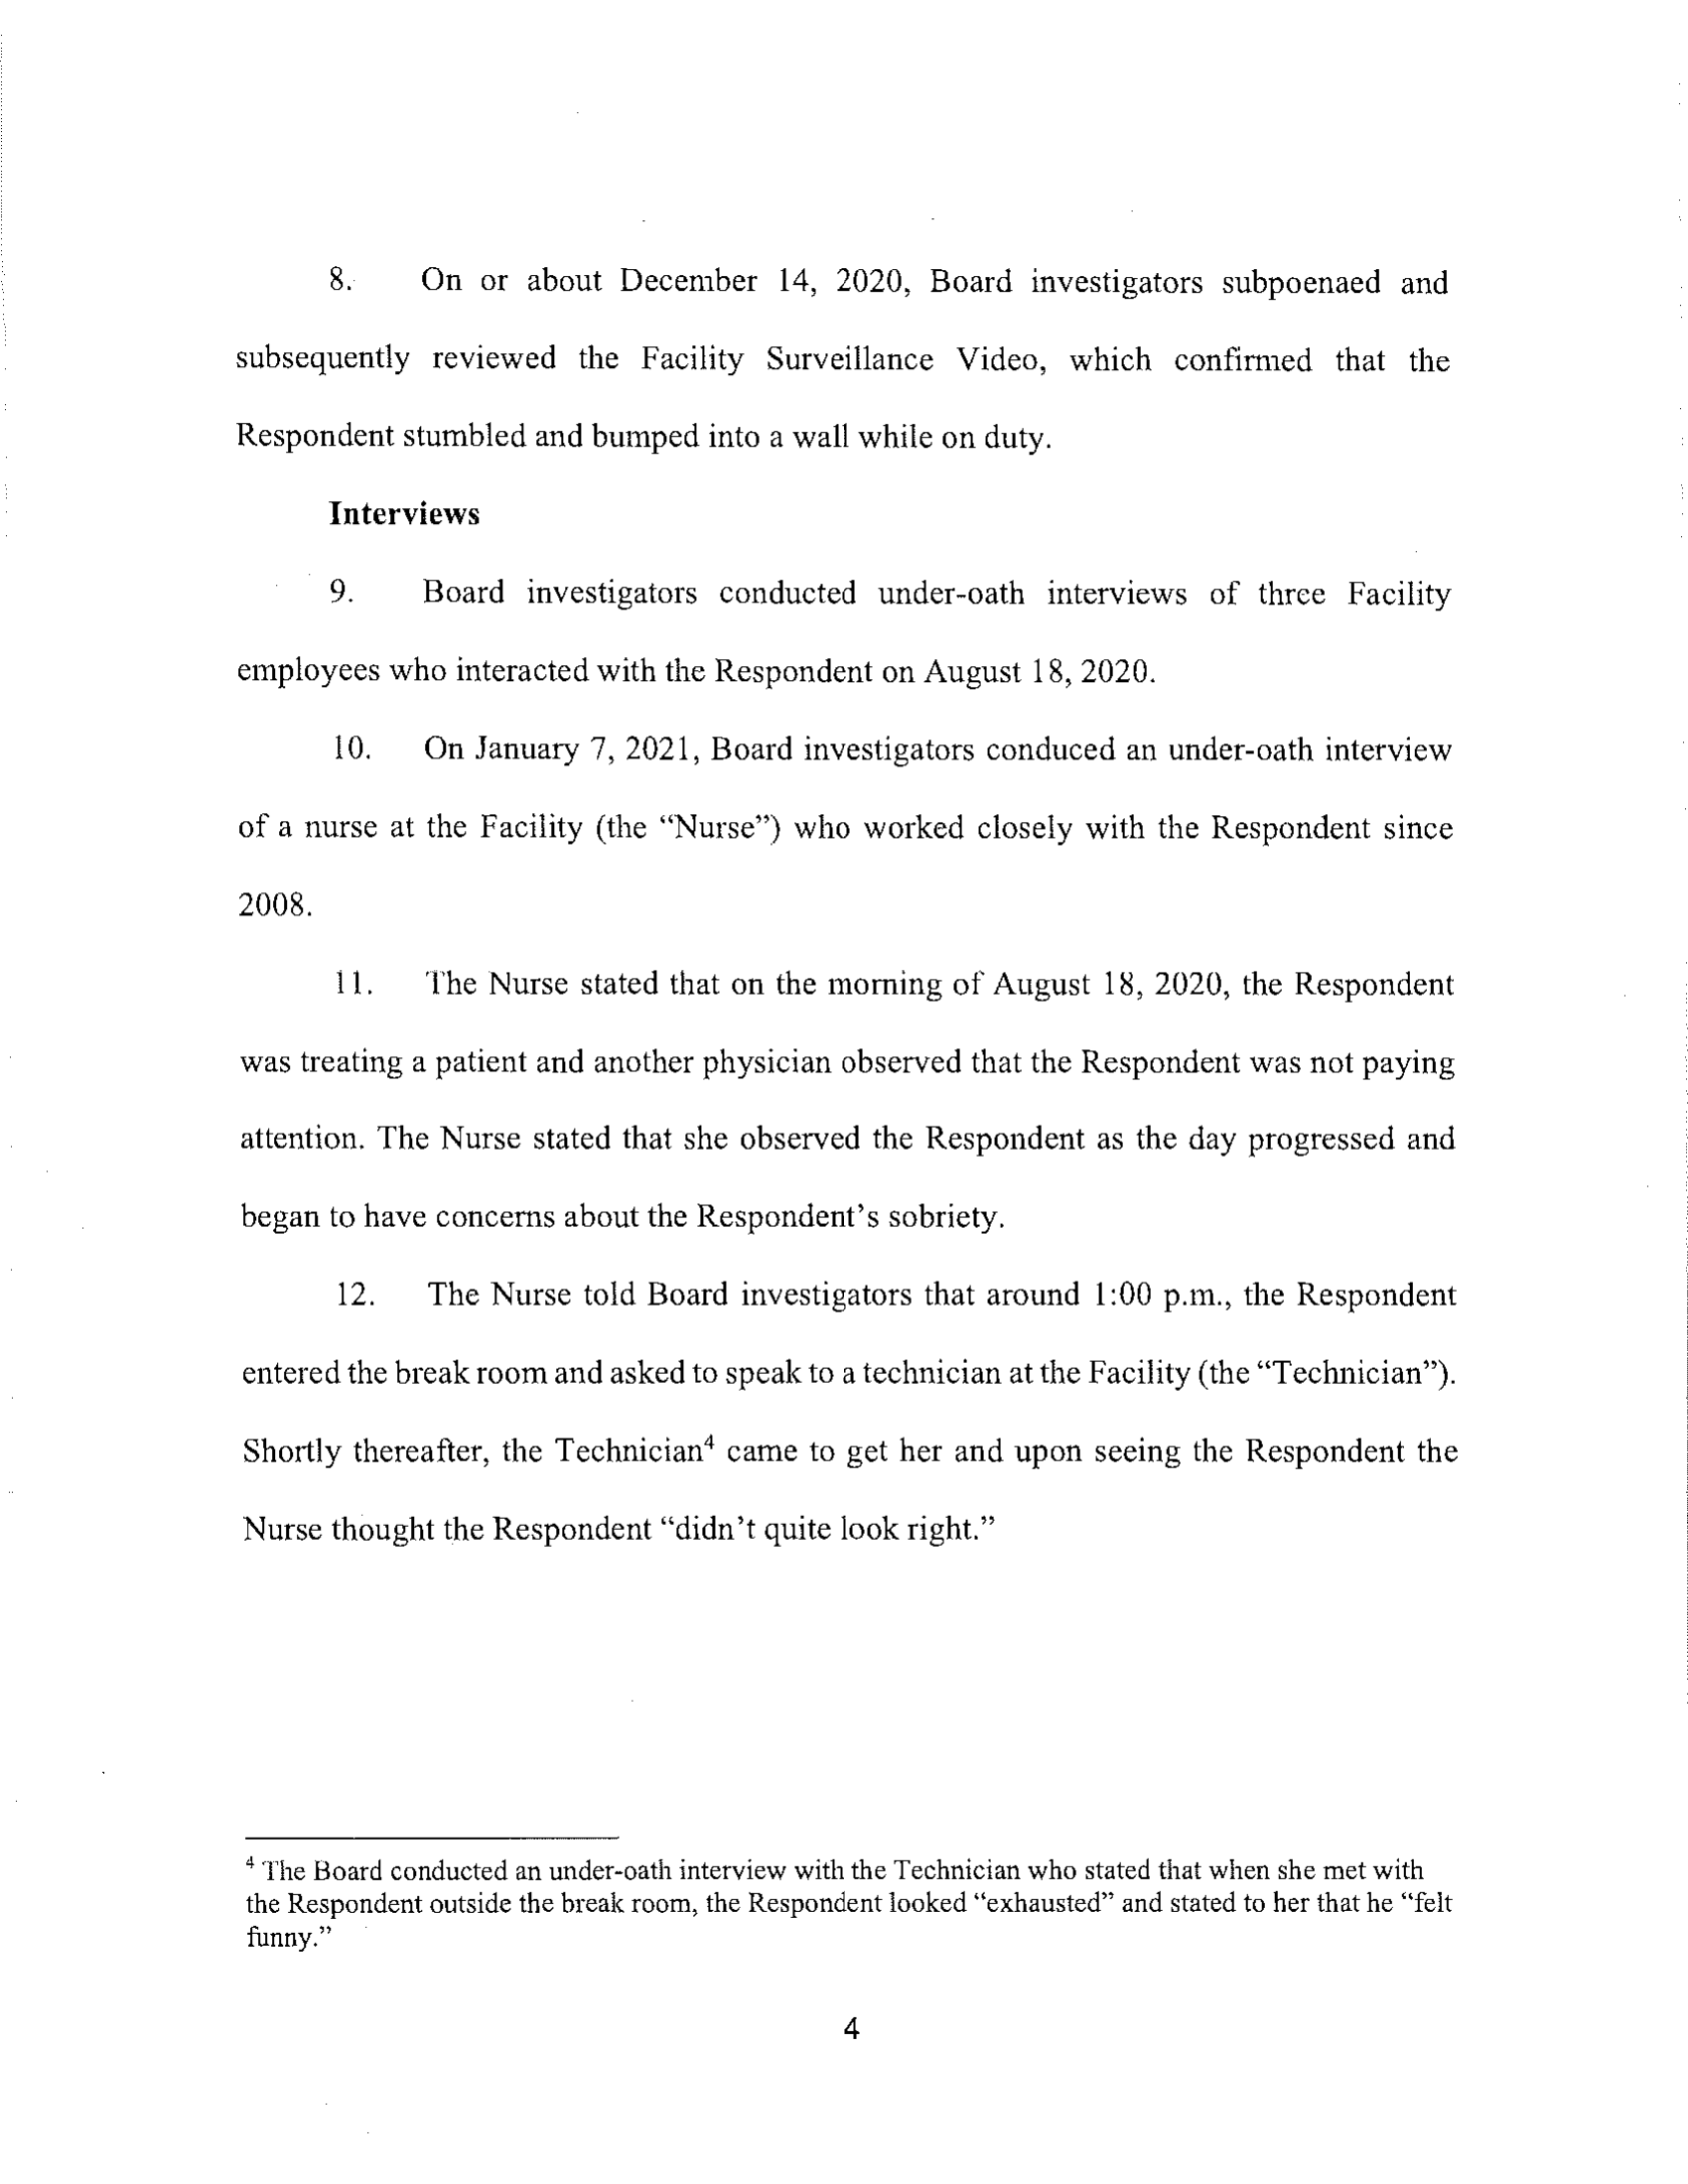 8. On or about December 14, 2020, Board investigators subpoenaed and
subsequently reviewed the Facility Surveillance Video, which confirmed that the
Respondent stumbled and bumped into a wall while on duty.
Interviews
9. Board investigators conducted under-oath interviews of three Facility
employees who interacted with the Respondent on August 18, 2020.
10. On January 7, 2021, Board investigators conduced an under-oath interview
of a nurse at the Facility (the “Nurse”) who worked closely with the Respondent since
2008.
11. The Nurse stated that on the morning of August 18, 2020, the Respondent
was treating a patient and another physician observed that the Respondent was not paying
attention. The Nurse stated that she observed the Respondent as the day progressed and
began to have concerns about the Respondent’s sobriety.
12. The Nurse told Board investigators that around 1:00 p.m., the Respondent
entered the break room and asked to speak to a technician at the Facility (the “Technician”).
Shortly thereafter, the Technician⁴ came to get her and upon seeing the Respondent the
Nurse thought the Respondent “didn’t quite look right.”
⁴ The Board conducted an under-oath interview with the Technician who stated that when she met with
the Respondent outside the break room, the Respondent looked “exhausted” and stated to her that he “felt
funny.”
4